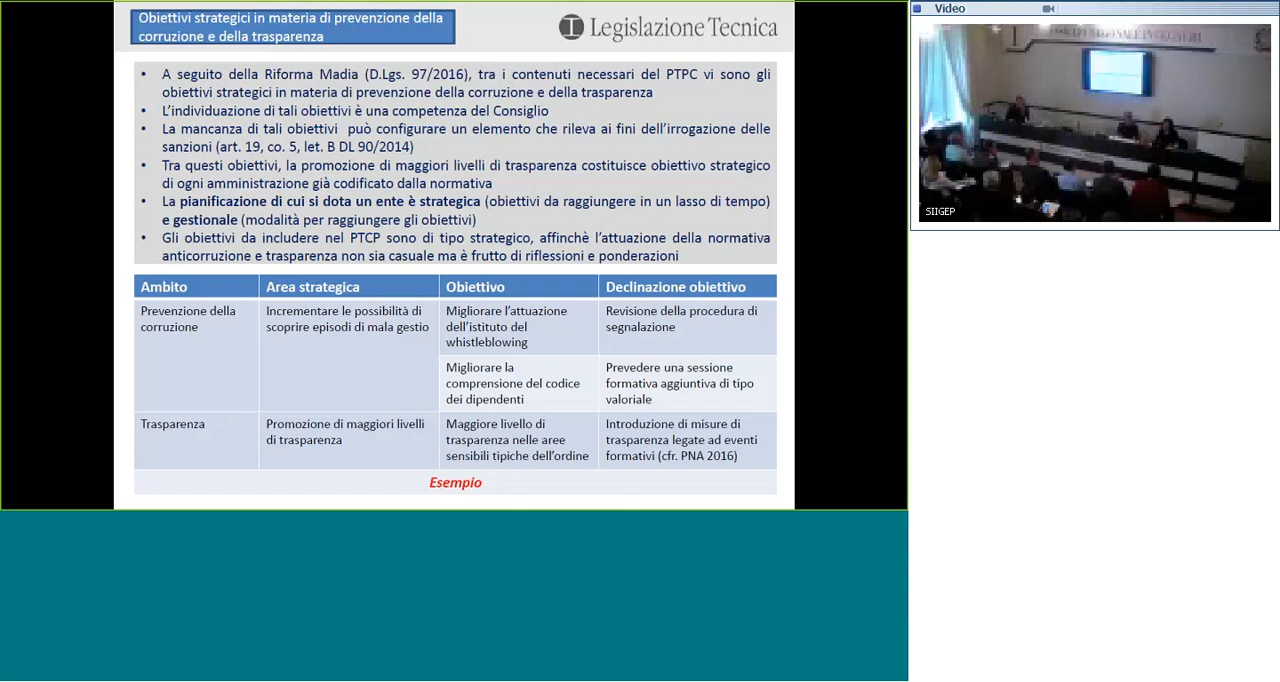 Obiettivi strategici in materia di prevenzione della
corruzione e della trasparenza
Legislazione Tecnica
• A seguito della Riforma Madia (D.Lgs. 97/2016), tra i contenuti necessari del PTPC vi sono gli
obiettivi strategici in materia di prevenzione della corruzione e della trasparenza
• L'individuazione di tali obiettivi è una competenza del Consiglio
• La mancanza di tali obiettivi può configurare un elemento che rileva ai fini dell'irrogazione delle
sanzioni (art. 19, co. 5, let. B DL 90/2014)
• Tra questi obiettivi, la promozione di maggiori livelli di trasparenza costituisce obiettivo strategico
di ogni amministrazione già codificato dalla normativa
• La pianificazione di cui si dota un ente è strategica (obiettivi da raggiungere in un lasso di tempo)
e gestionale (modalità per raggiungere gli obiettivi)
• Gli obiettivi da includere nel PTCP sono di tipo strategico, affinchè l'attuazione della normativa
anticorruzione e trasparenza non sia casuale ma è frutto di riflessioni e ponderazioni
Ambito Area strategica Obiettivo Declinazione obiettivo
Prevenzione della
corruzione
Incrementare le possibilità di
scoprire episodi di mala gestio
Migliorare l'attuazione
dell'istituto del
whistleblowing
Revisione della procedura di
segnalazione
Migliorare la
comprensione del codice
dei dipendenti
Prevedere una sessione
formativa aggiuntiva di tipo
valoriale
Trasparenza
Promozione di maggiori livelli
di trasparenza
Maggiore livello di
trasparenza nelle aree
sensibili tipiche dell'ordine
Introduzione di misure di
trasparenza legate ad eventi
formativi (cfr. PNA 2016)
Esempio
Video
SIIGEP